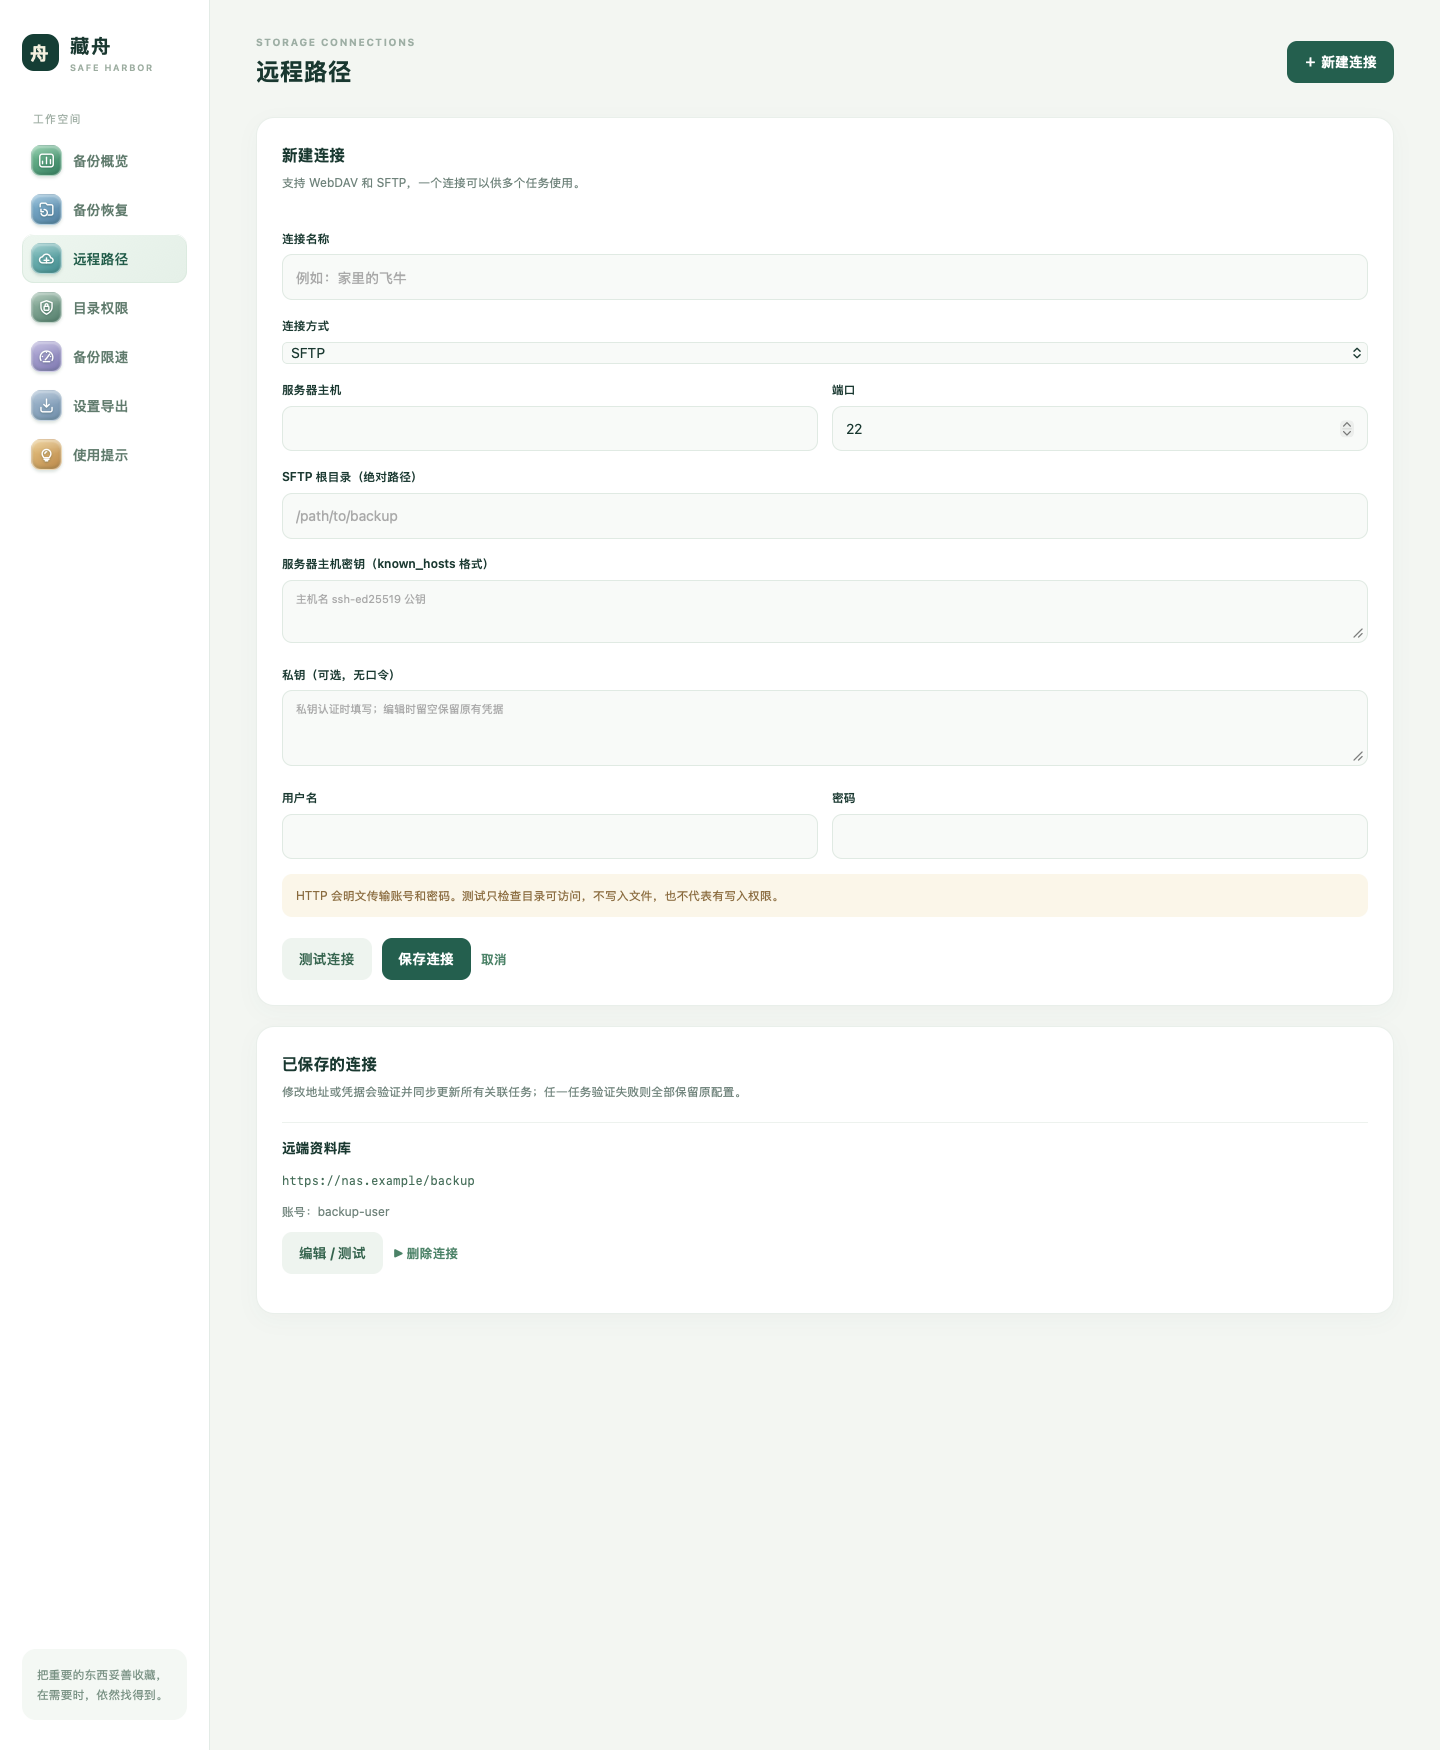 舟
藏舟
SAFE HARBOR
工作空间
备份概览
备份恢复
远程路径
目录权限
备份限速
设置导出
使用提示
把重要的东西妥善收藏，
在需要时，依然找得到。
STORAGE CONNECTIONS
远程路径
+ 新建连接
新建连接
支持 WebDAV 和 SFTP，一个连接可以供多个任务使用。
连接名称
例如：家里的飞牛
连接方式
SFTP
服务器主机
端口
22
SFTP 根目录（绝对路径）
/path/to/backup
服务器主机密钥（known_hosts 格式）
主机名 ssh-ed25519 公钥
私钥（可选，无口令）
私钥认证时填写；编辑时留空保留原有凭据
用户名
密码
HTTP 会明文传输账号和密码。测试只检查目录可访问，不写入文件，也不代表有写入权限。
测试连接
保存连接
取消
已保存的连接
修改地址或凭据会验证并同步更新所有关联任务；任一任务验证失败则全部保留原配置。
远端资料库
https://nas.example/backup
账号：backup-user
编辑 / 测试
▶ 删除连接